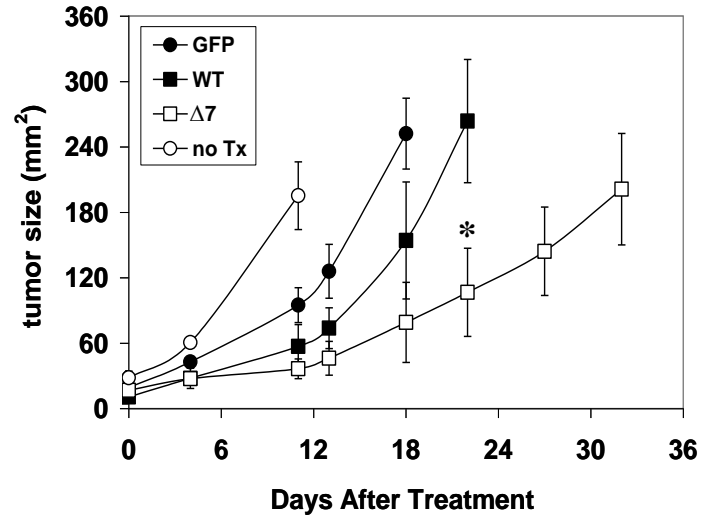 360
300
240
180
120
60
0
tumor size (mm²)
GFP
WT
Δ7
no Tx
*
0 6 12 18 24 30 36
Days After Treatment